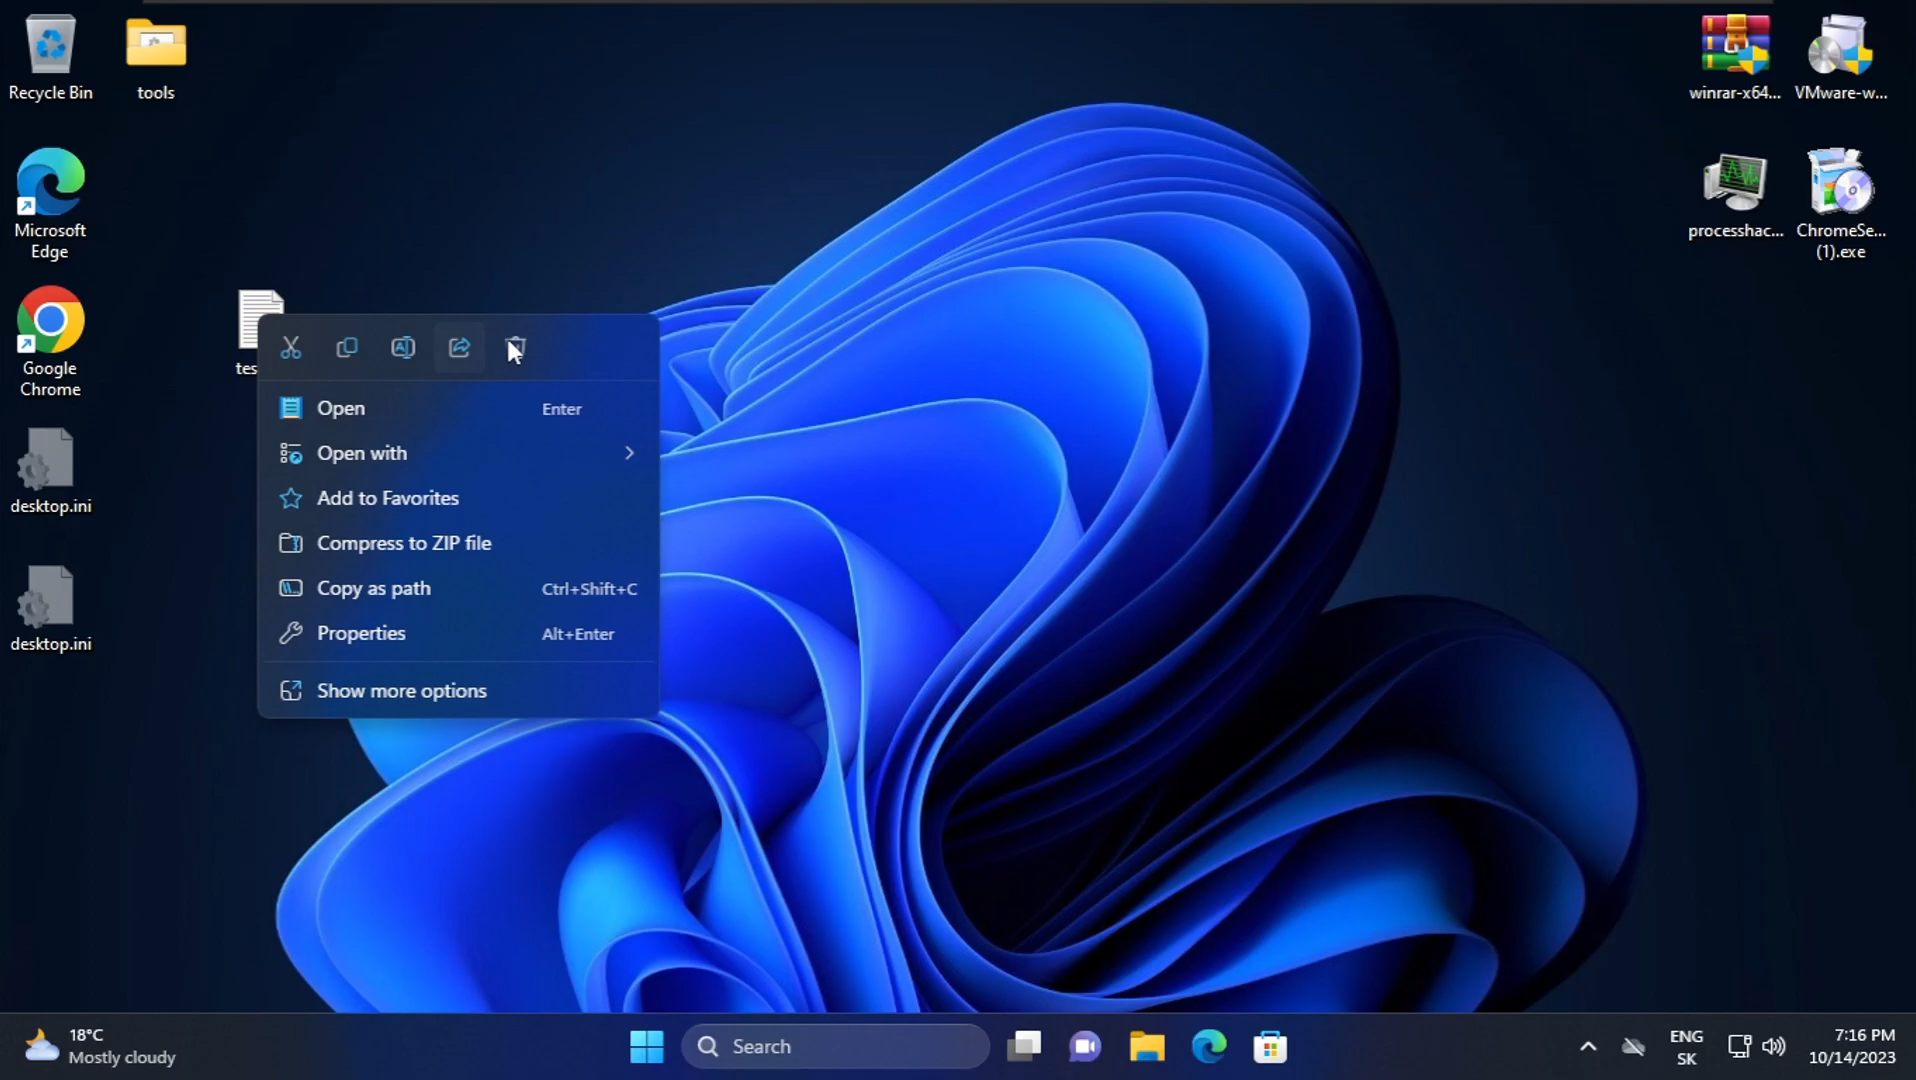 Recycle Bin
tools
Microsoft
Edge
Google
Chrome
desktop.ini
desktop.ini
tes
Open Enter
Open with
Add to Favorites
Compress to ZIP file
Copy as path Ctrl+Shift+C
Properties Alt+Enter
Show more options
winrar-x64...
VMware-w...
processhac...
ChromeSe...
(1).exe
18°C
Mostly cloudy
Search
ENG
SK
7:16 PM
10/14/2023